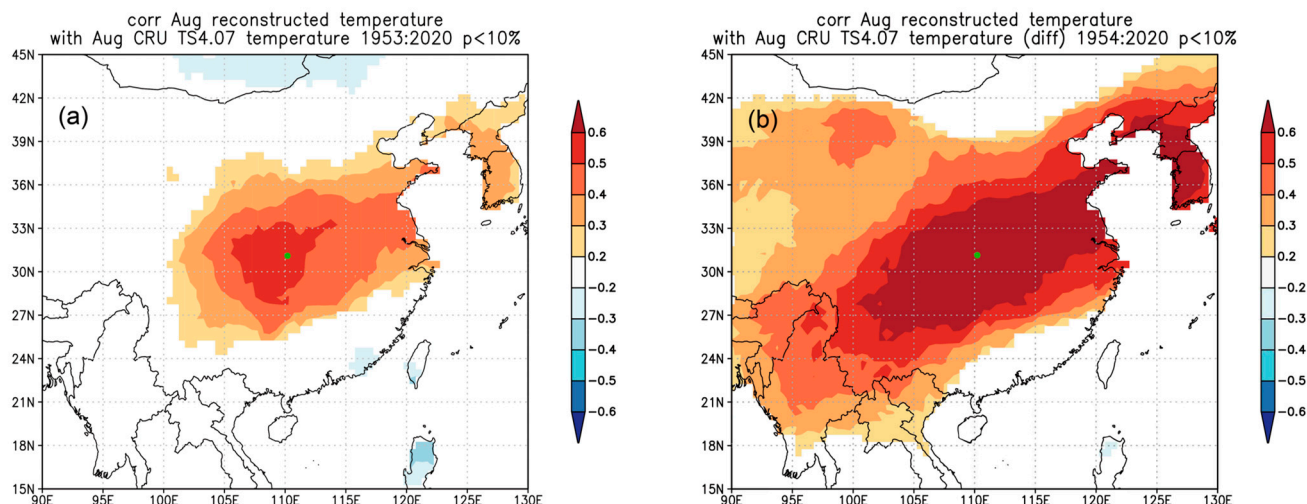 corr Aug reconstructed temperature
with Aug CRU TS4.07 temperature 1953:2020 p<10%
(a)
45N
42N
39N
36N
33N
30N
27N
24N
21N
18N
15N
90E 95E 100E 105E 110E 115E 120E 125E 130E
0.6
0.5
0.4
0.3
0.2
−0.2
−0.3
−0.4
−0.5
−0.6
corr Aug reconstructed temperature
with Aug CRU TS4.07 temperature (diff) 1954:2020 p<10%
(b)
45N
42N
39N
36N
33N
30N
27N
24N
21N
18N
15N
90E 95E 100E 105E 110E 115E 120E 125E 130E
0.6
0.5
0.4
0.3
0.2
−0.2
−0.3
−0.4
−0.5
−0.6